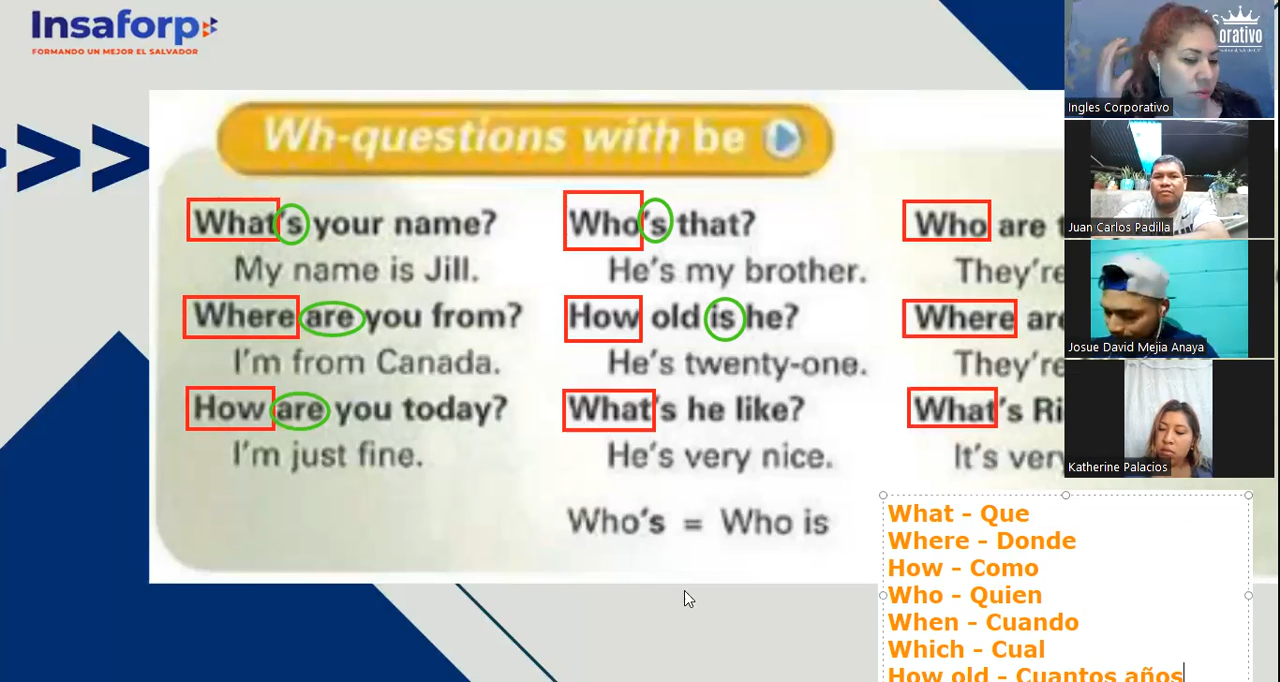 Insaforp
FORMANDO UN MEJOR EL SALVADOR
Wh-questions with be
What's your name?
My name is Jill.
Where are you from?
I'm from Canada.
How are you today?
I'm just fine.
Who's that?
He's my brother.
How old is he?
He's twenty-one.
What's he like?
He's very nice.
Who's = Who is
Who are
They're
Where are
They're
What's Ri
It's very
What - Que
Where - Donde
How - Como
Who - Quien
When - Cuando
Which - Cual
How old - Cuantos años
orativo
Ingles Corporativo
Juan Carlos Padilla
Josue David Mejia Anaya
Katherine Palacios